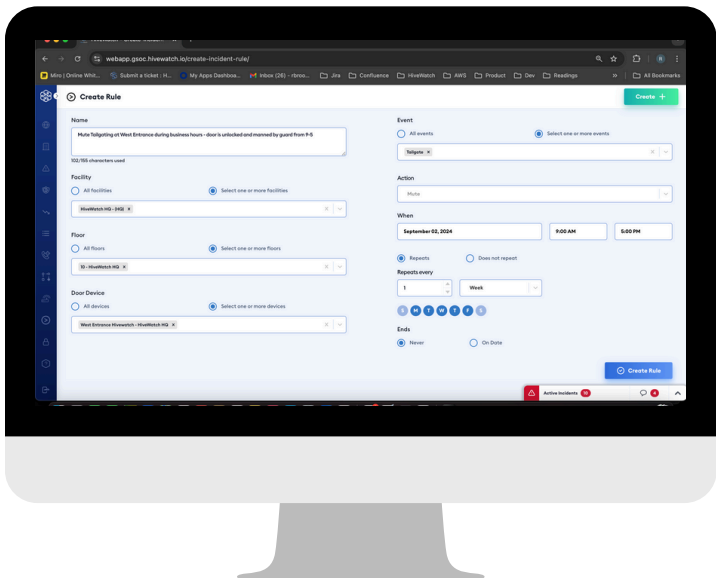 webapp.gsoc.hivewatch.io/create-incident-rule/
Miro | Online Whit... Submit a ticket : H... My Apps Dashboa... Inbox (26) - rbroo... Jira Confluence HiveWatch AWS Product Dev Readings » All Bookmarks
Create Rule
Create +
Name
Mute Tailgating at West Entrance during business hours - door is unlocked and manned by guard from 9-5
102/155 characters used
Facility
All facilities Select one or more facilities
HiveWatch HQ - (HQ) x
Floor
All floors Select one or more floors
10 - HiveWatch HQ x
Door Device
All devices Select one or more devices
West Entrance Hivewatch - HiveWatch HQ x
Event
All events Select one or more events
Tailgate x
Action
Mute
When
September 02, 2024 9:00 AM 5:00 PM
Repeats Does not repeat
Repeats every
1 Week
S M T W T F S
Ends
Never On Date
Create Rule
Active Incidents 10 4